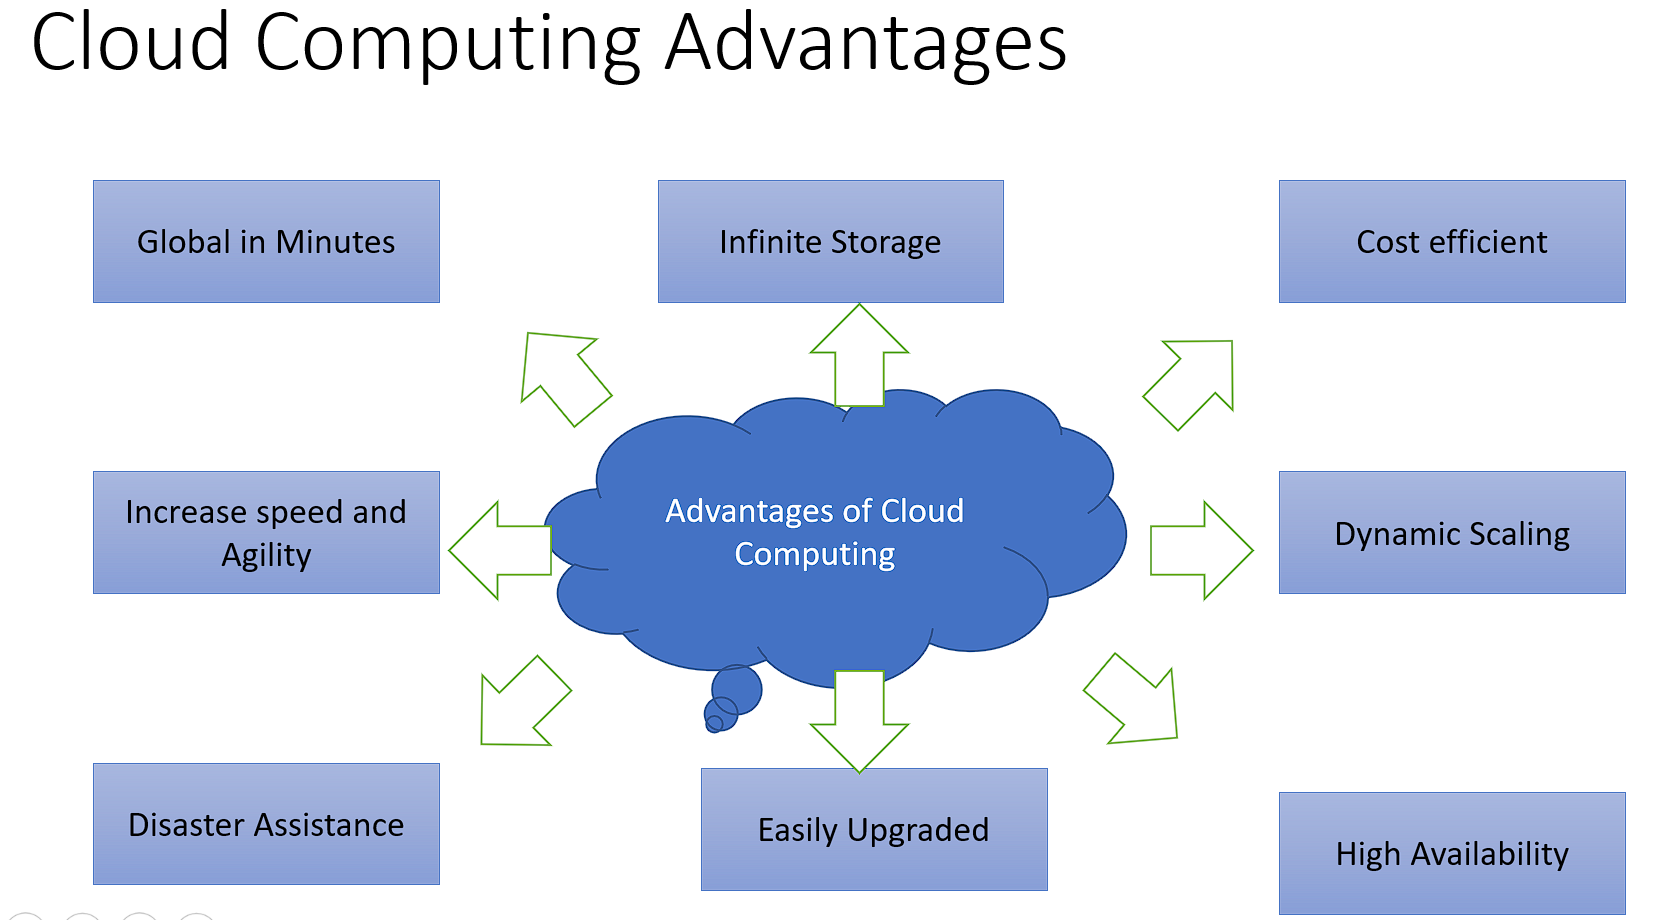 Cloud Computing Advantages
Global in Minutes
Infinite Storage
Cost efficient
Increase speed and
Agility
Advantages of Cloud
Computing
Dynamic Scaling
Disaster Assistance
Easily Upgraded
High Availability